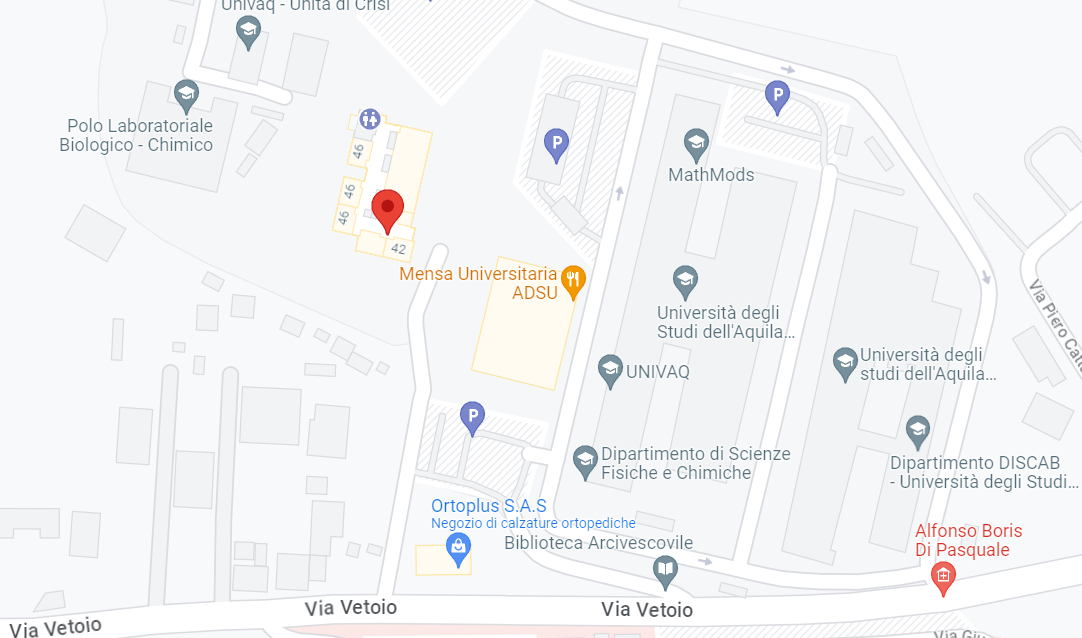 Univaq - Unità di Crisi
P
Polo Laboratoriale
Biologico - Chimico
46
P
MathMods
46
46
42
Mensa Universitaria
ADSU
Università degli
Studi dell'Aquila...
Via Piero Cal
Università degli
studi dell'Aquila...
UNIVAQ
P
Dipartimento di Scienze
Fisiche e Chimiche
Dipartimento DISCAB
- Università degli Studi...
Ortoplus S.A.S
Negozio di calzature ortopediche
Biblioteca Arcivescovile
Alfonso Boris
Di Pasquale
Via Vetoio
Via Vetoio
Via Vetoio
Via Giu